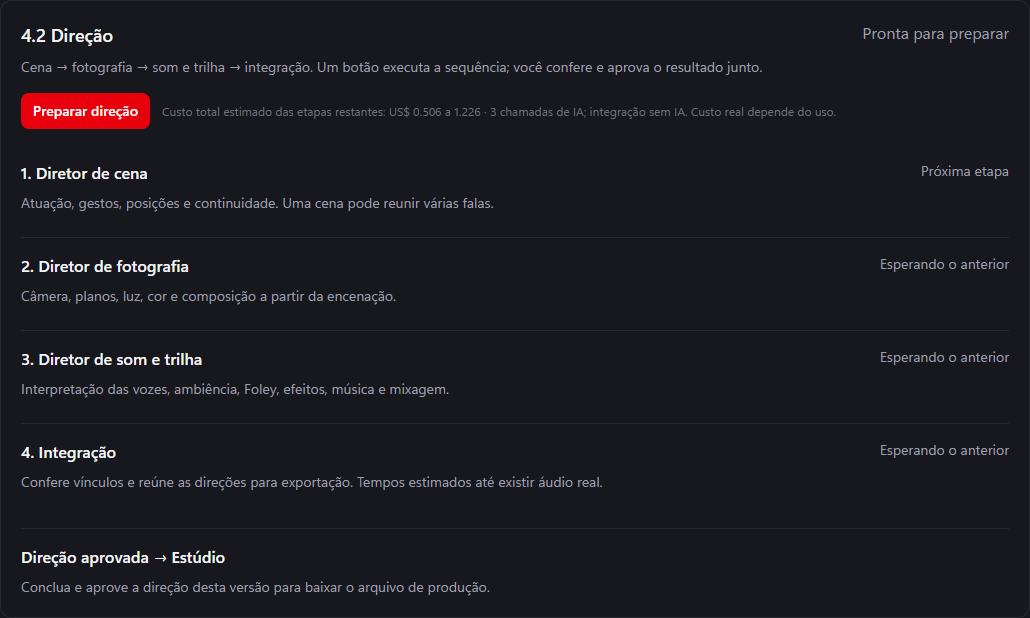 4.2 Direção
Pronta para preparar
Cena → fotografia → som e trilha → integração. Um botão executa a sequência; você confere e aprova o resultado junto.
Preparar direção
Custo total estimado das etapas restantes: US$ 0.506 a 1.226 · 3 chamadas de IA; integração sem IA. Custo real depende do uso.
1. Diretor de cena
Próxima etapa
Atuação, gestos, posições e continuidade. Uma cena pode reunir várias falas.
2. Diretor de fotografia
Esperando o anterior
Câmera, planos, luz, cor e composição a partir da encenação.
3. Diretor de som e trilha
Esperando o anterior
Interpretação das vozes, ambiência, Foley, efeitos, música e mixagem.
4. Integração
Esperando o anterior
Confere vínculos e reúne as direções para exportação. Tempos estimados até existir áudio real.
Direção aprovada → Estúdio
Conclua e aprove a direção desta versão para baixar o arquivo de produção.